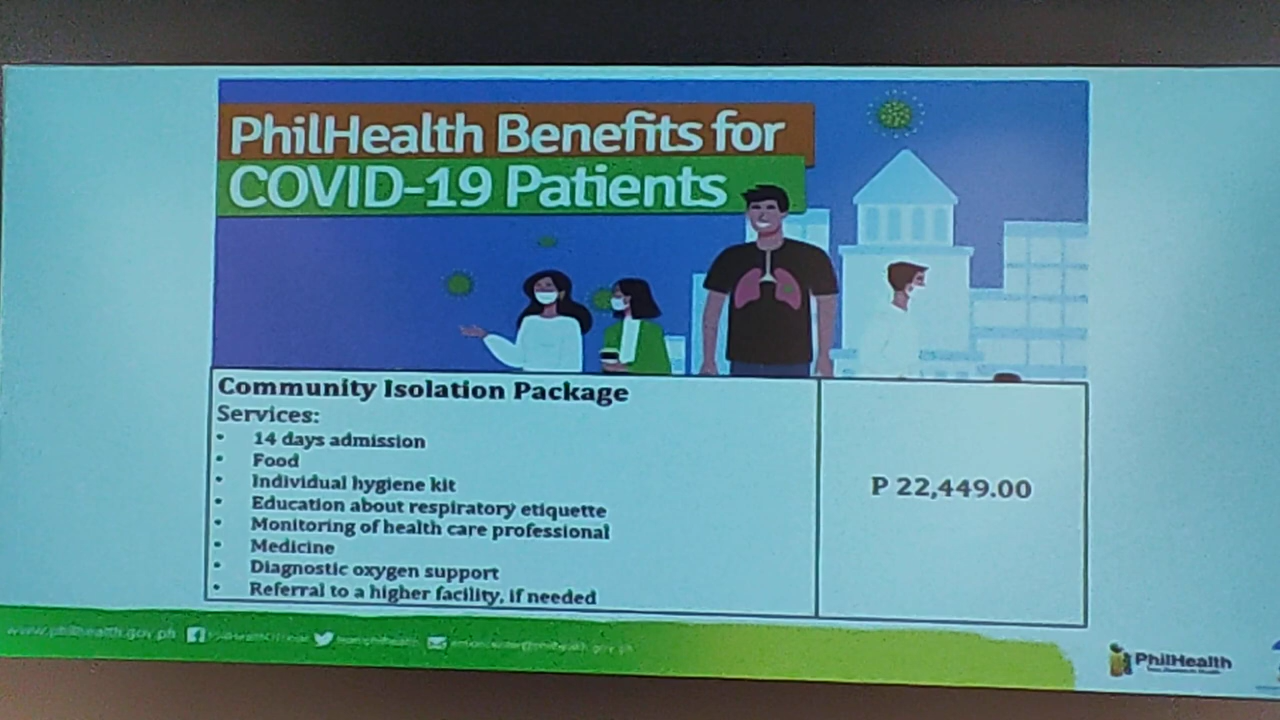 PhilHealth Benefits for
COVID-19 Patients
Community Isolation Package
Services:
• 14 days admission
• Food
• Individual hygiene kit
• Education about respiratory etiquette
• Monitoring of health care professional
• Medicine
• Diagnostic oxygen support
• Referral to a higher facility, if needed
P 22,449.00
www.philhealth.gov.ph
PhilHealth